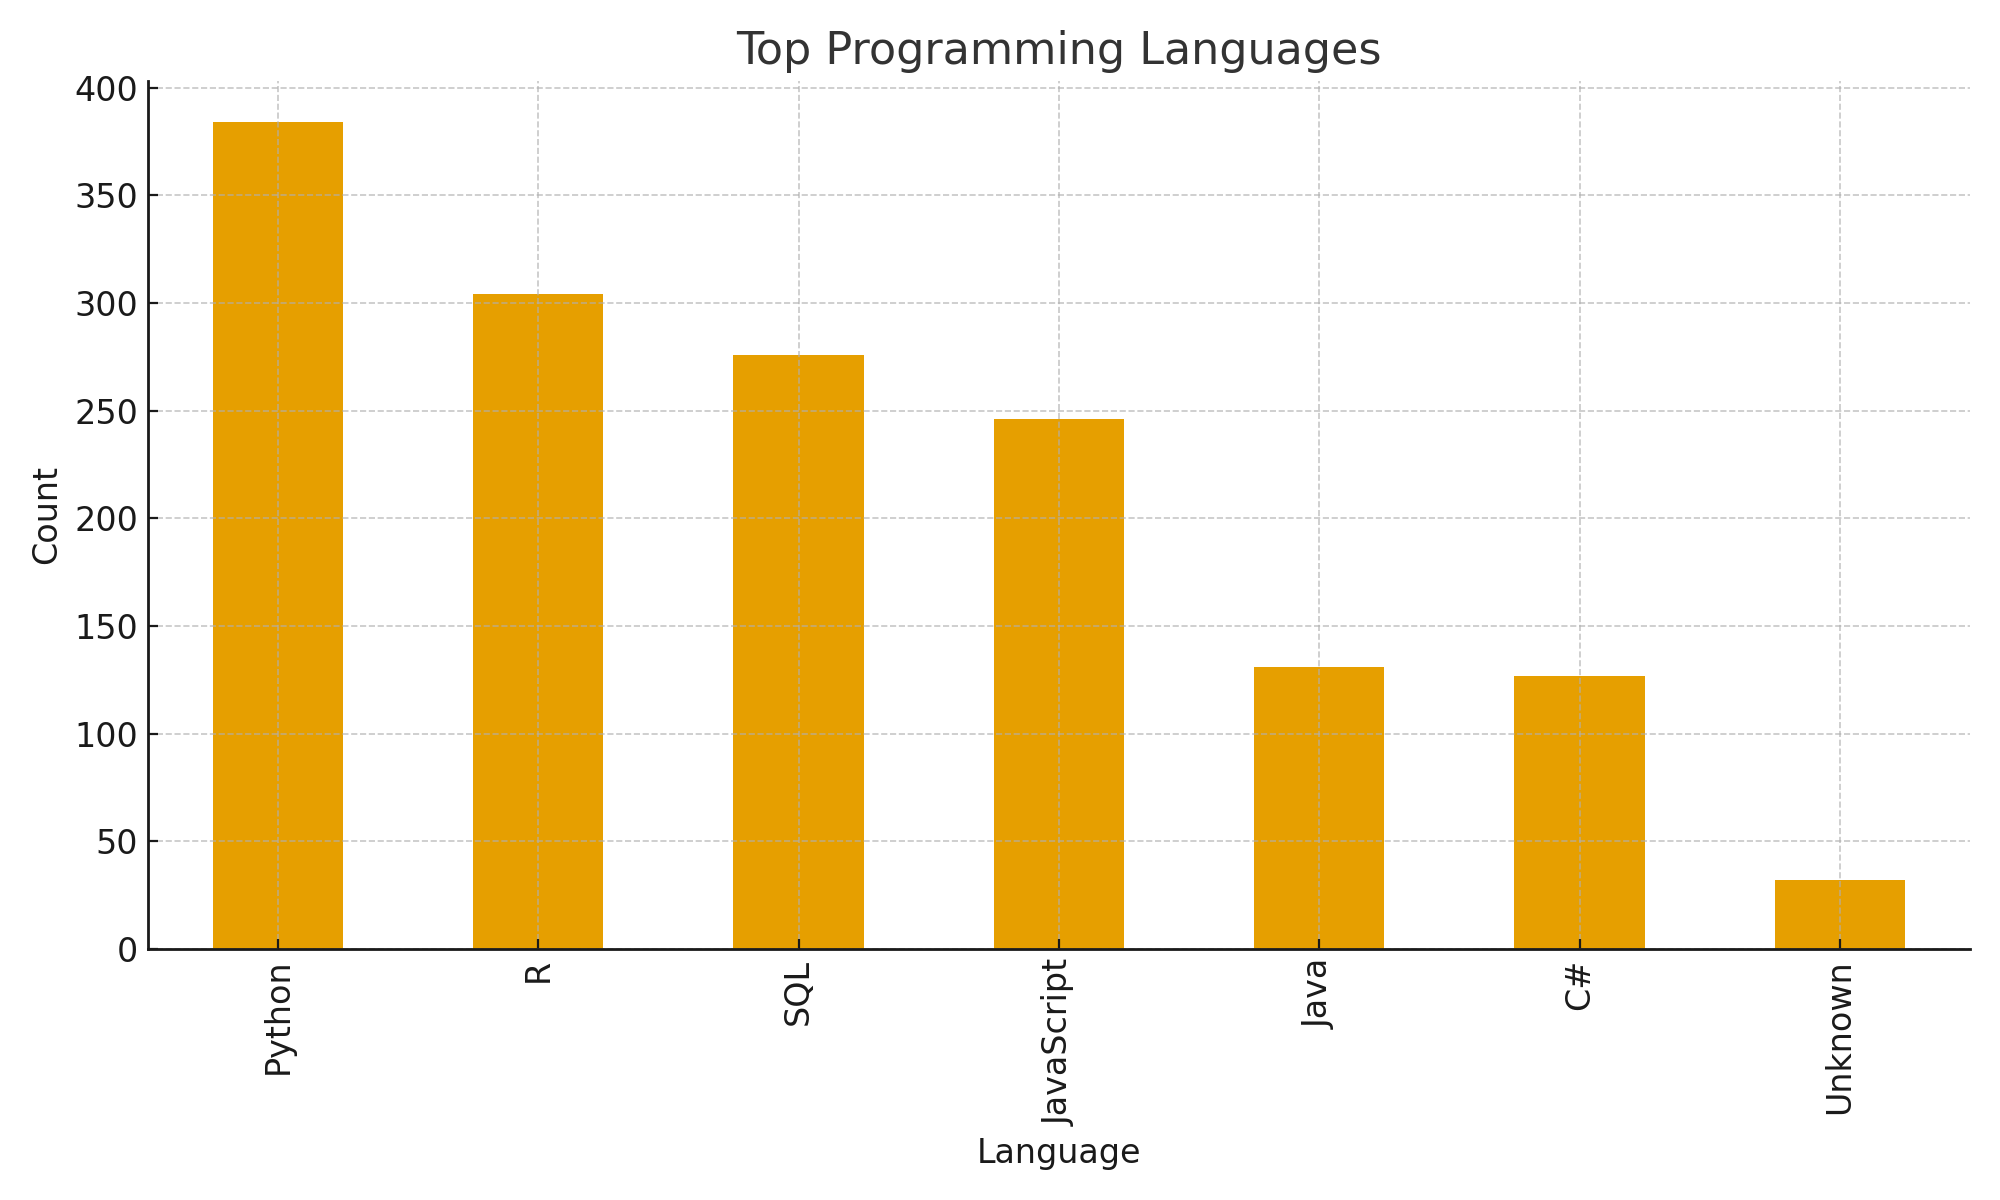 Top Programming Languages
400
350
300
250
200
150
100
50
0
Count
Python
R
SQL
JavaScript
Java
C#
Unknown
Language